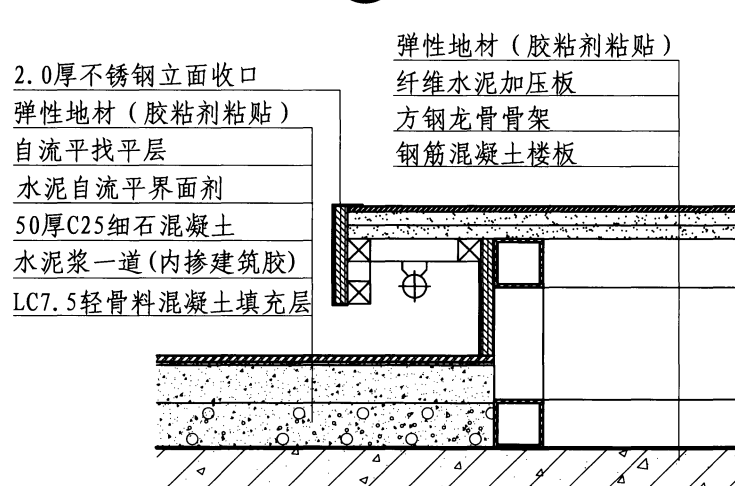 2.0厚不锈钢立面收口
弹性地材（胶粘剂粘贴）
自流平找平层
水泥自流平界面剂
50厚C25细石混凝土
水泥浆一道(内掺建筑胶)
LC7.5轻骨料混凝土填充层
弹性地材（胶粘剂粘贴）
纤维水泥加压板
方钢龙骨骨架
钢筋混凝土楼板